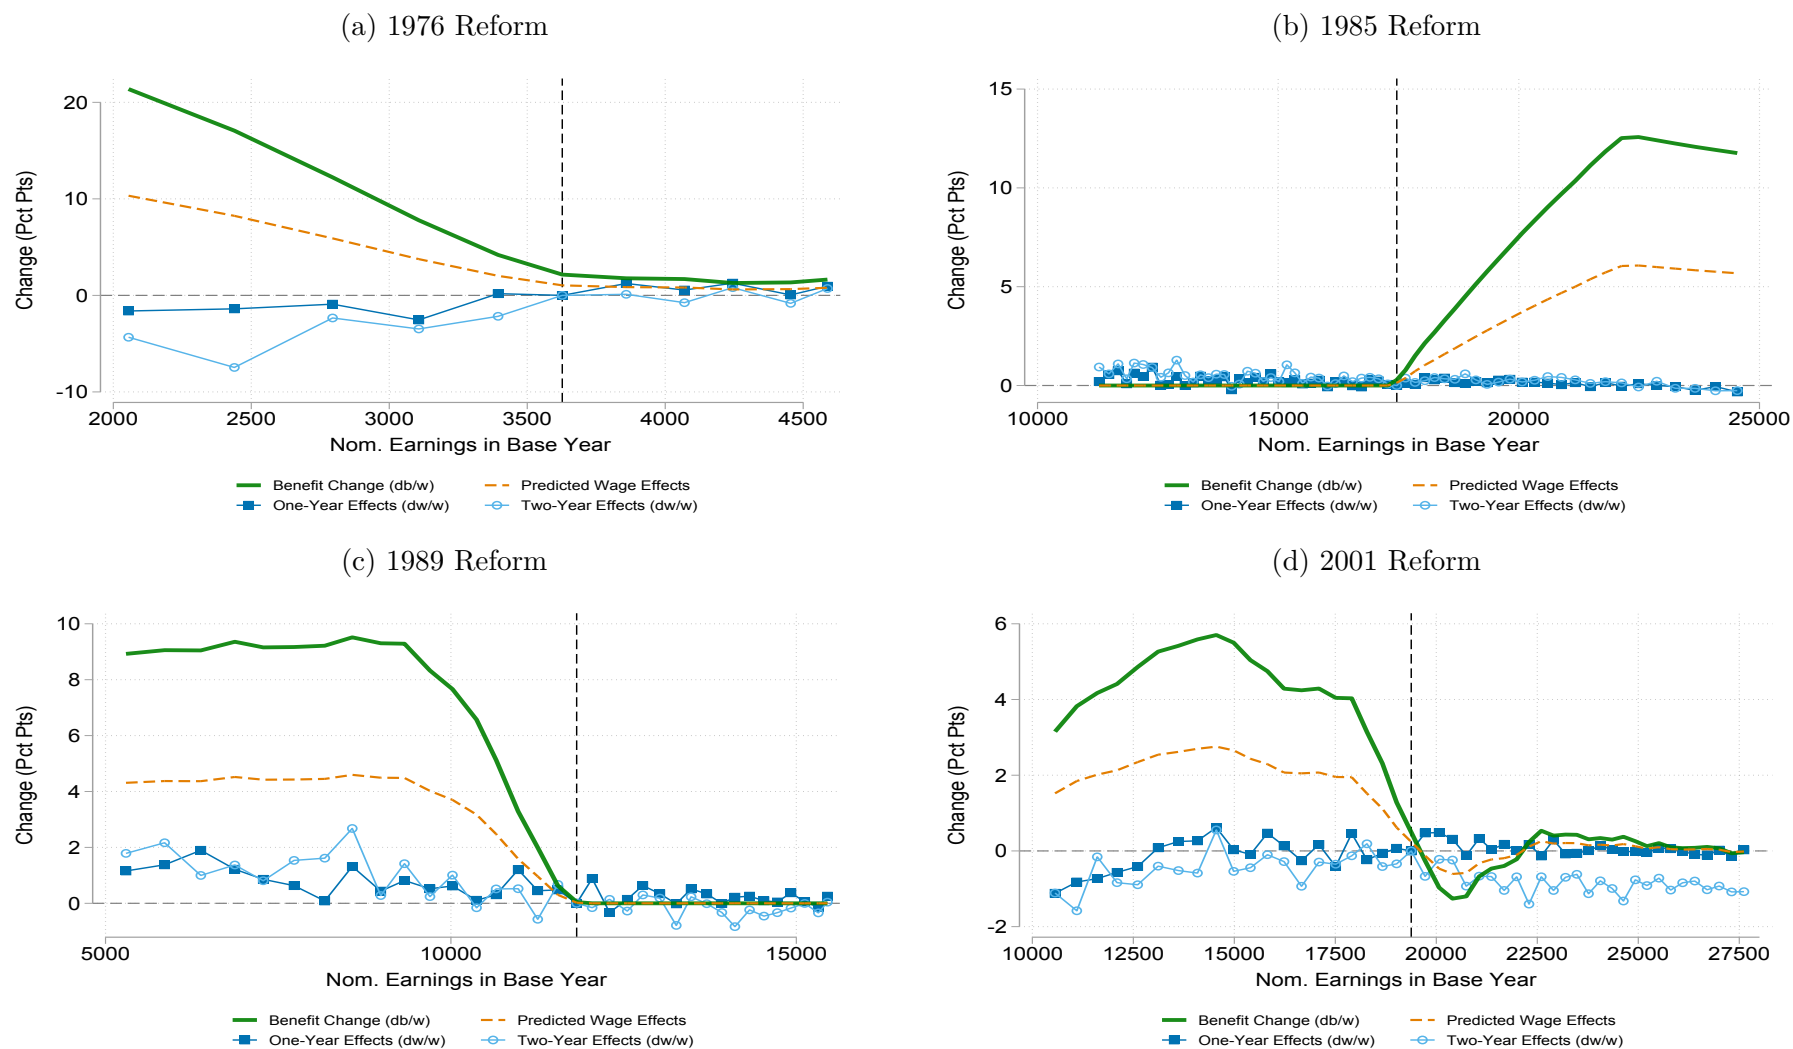 (a) 1976 Reform
20
10
0
-10
Change (Pct Pts)
2000 2500 3000 3500 4000 4500
Nom. Earnings in Base Year
Benefit Change (db/w) Predicted Wage Effects
One-Year Effects (dw/w) Two-Year Effects (dw/w)
(b) 1985 Reform
15
10
5
0
Change (Pct Pts)
10000 15000 20000 25000
Nom. Earnings in Base Year
Benefit Change (db/w) Predicted Wage Effects
One-Year Effects (dw/w) Two-Year Effects (dw/w)
(c) 1989 Reform
10
8
6
4
2
0
Change (Pct Pts)
5000 10000 15000
Nom. Earnings in Base Year
Benefit Change (db/w) Predicted Wage Effects
One-Year Effects (dw/w) Two-Year Effects (dw/w)
(d) 2001 Reform
6
4
2
0
-2
Change (Pct Pts)
10000 12500 15000 17500 20000 22500 25000 27500
Nom. Earnings in Base Year
Benefit Change (db/w) Predicted Wage Effects
One-Year Effects (dw/w) Two-Year Effects (dw/w)